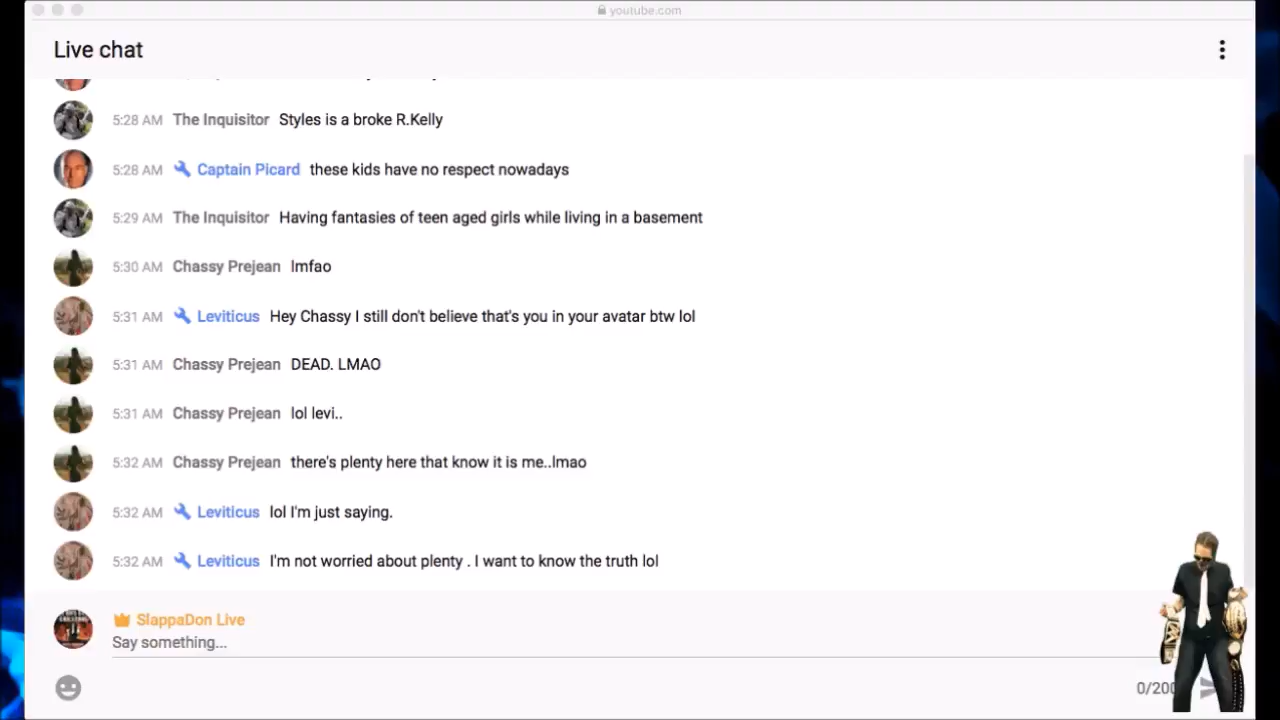 youtube.com
Live chat
5:28 AM The Inquisitor Styles is a broke R.Kelly
5:28 AM Captain Picard these kids have no respect nowadays
5:29 AM The Inquisitor Having fantasies of teen aged girls while living in a basement
5:30 AM Chassy Prejean lmfao
5:31 AM Leviticus Hey Chassy I still don't believe that's you in your avatar btw lol
5:31 AM Chassy Prejean DEAD. LMAO
5:31 AM Chassy Prejean lol levi..
5:32 AM Chassy Prejean there's plenty here that know it is me..lmao
5:32 AM Leviticus lol I'm just saying.
5:32 AM Leviticus I'm not worried about plenty . I want to know the truth lol
SlappaDon Live
Say something...
0/200